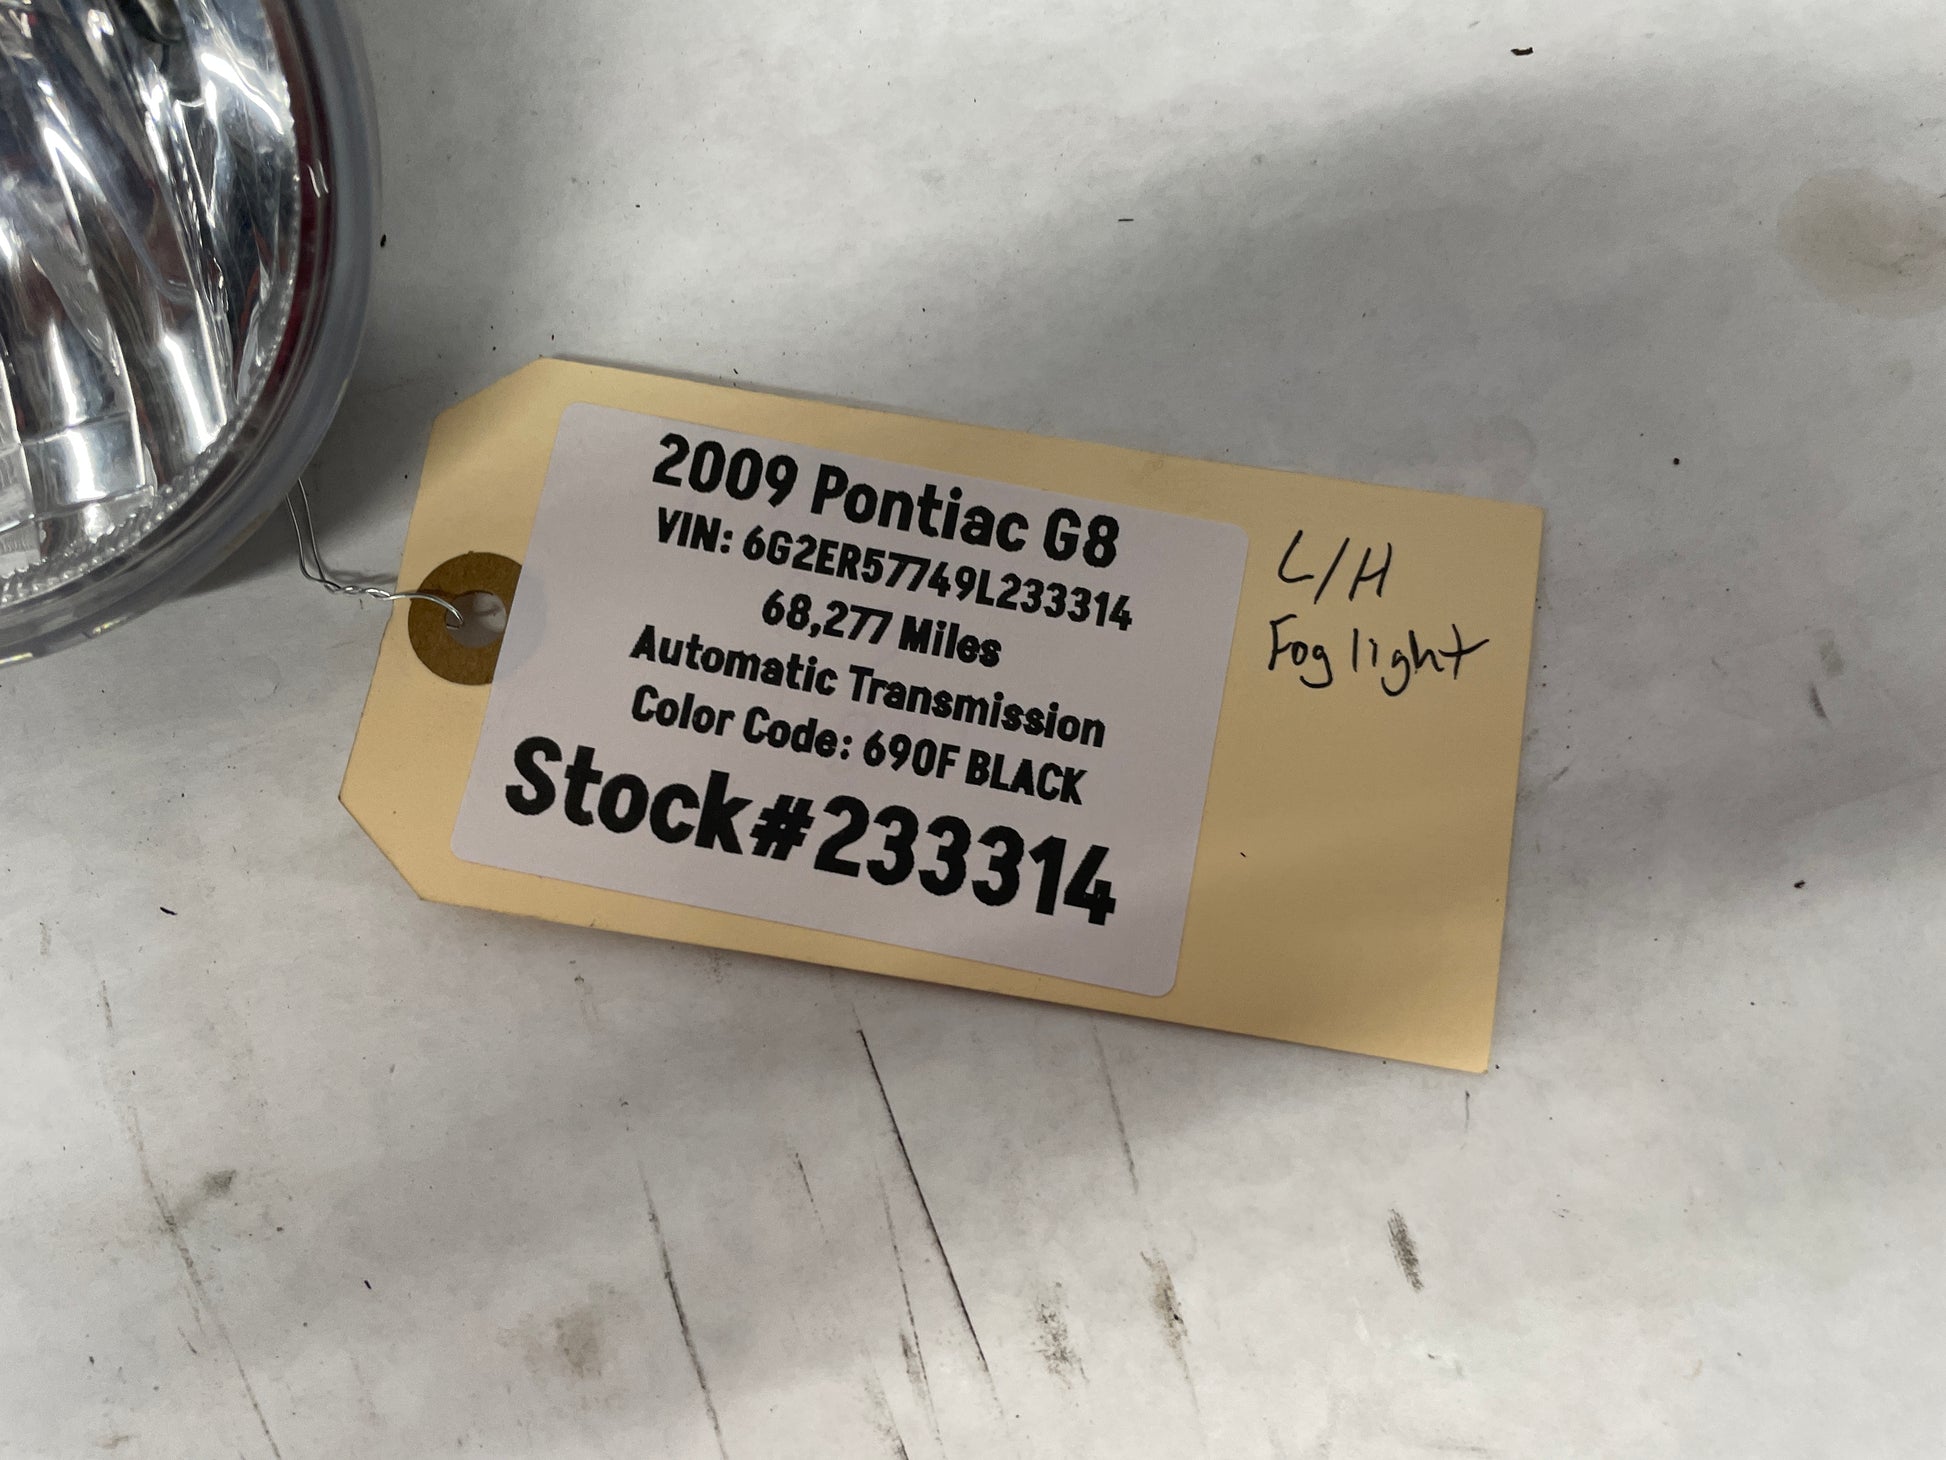 2009 Pontiac G8
VIN: 6G2ER57749L233314
68,277 Miles
Automatic Transmission
Color Code: 690F BLACK
Stock#233314
L/H
Fog light